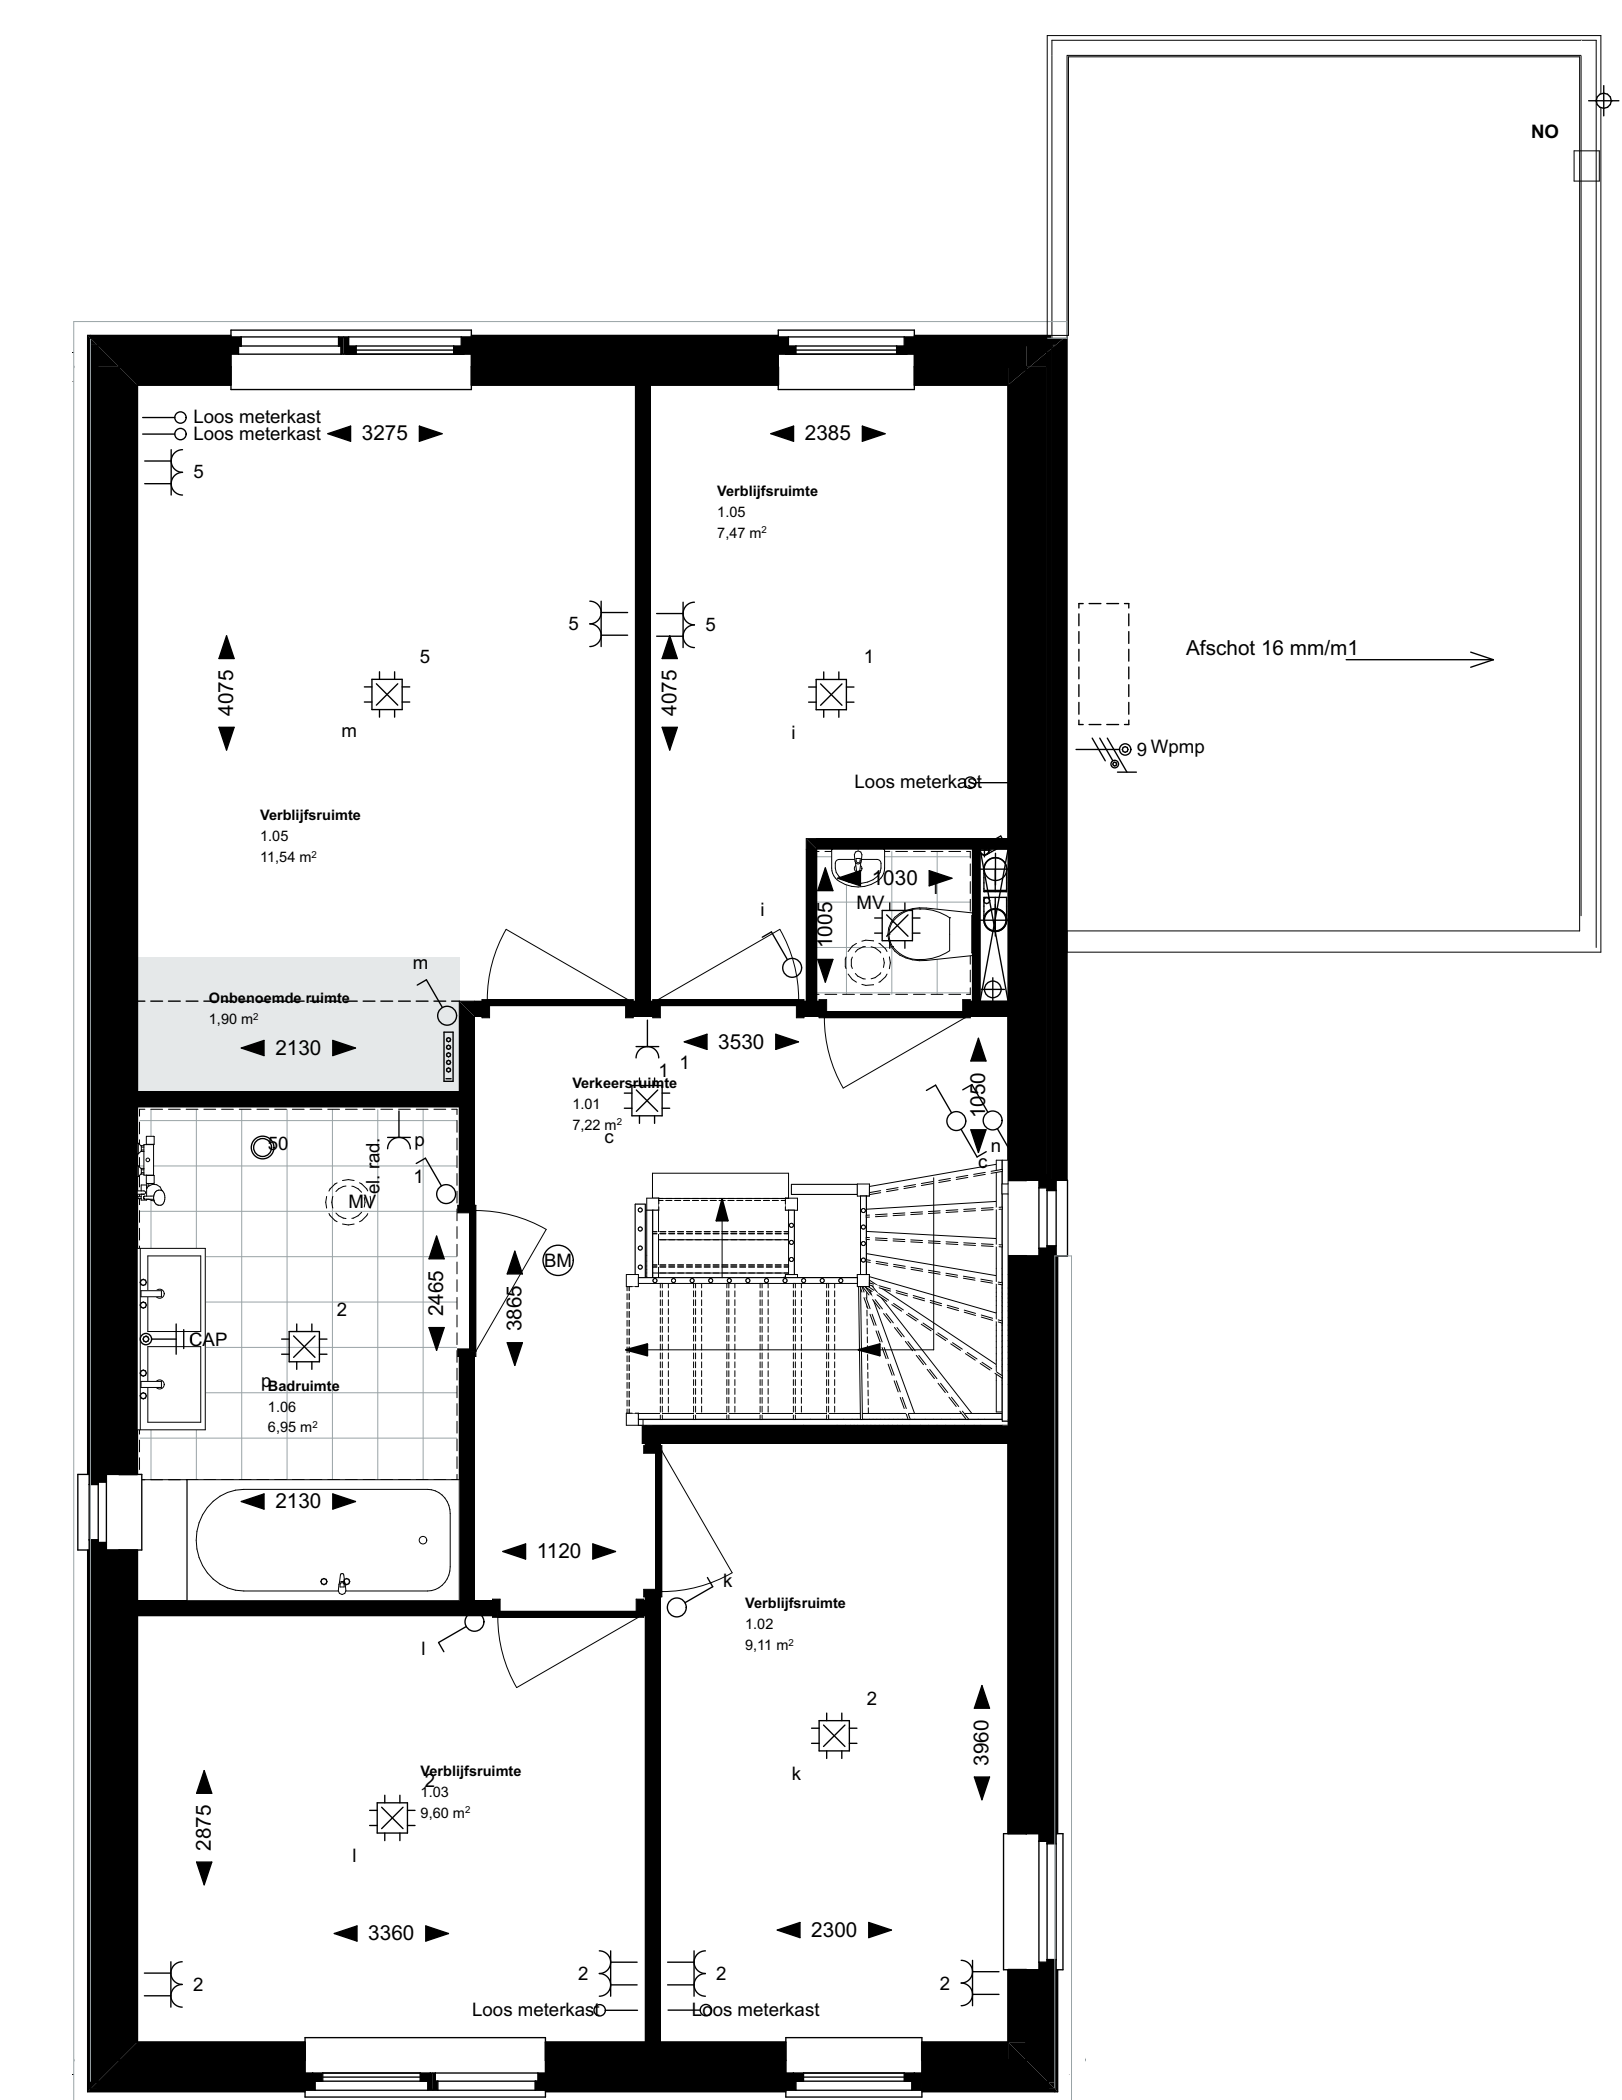 NO
Loos meterkast
Loos meterkast
3275
2385
5
Verblijfsruimte
1.05
7,47 m²
5
5
5
1
4075
4075
m
i
Afschot 16 mm/m1
9 Wpmp
Loos meterkast
Verblijfsruimte
1.05
11,54 m²
1030
MV
1005
i
m
Onbenoemde ruimte
1,90 m²
2130
3530
1
1
Verkeersruimte
1.01
7,22 m²
c
1050
n
c
50
p
el. rad.
1
MV
BM
2465
3865
2
CAP
p
Badruimte
1.06
6,95 m²
2130
1120
k
Verblijfsruimte
1.02
9,11 m²
l
2
3960
k
Verblijfsruimte
2
1.03
9,60 m²
2875
l
3360
2300
2
2
2
2
Loos meterkast
Loos meterkast